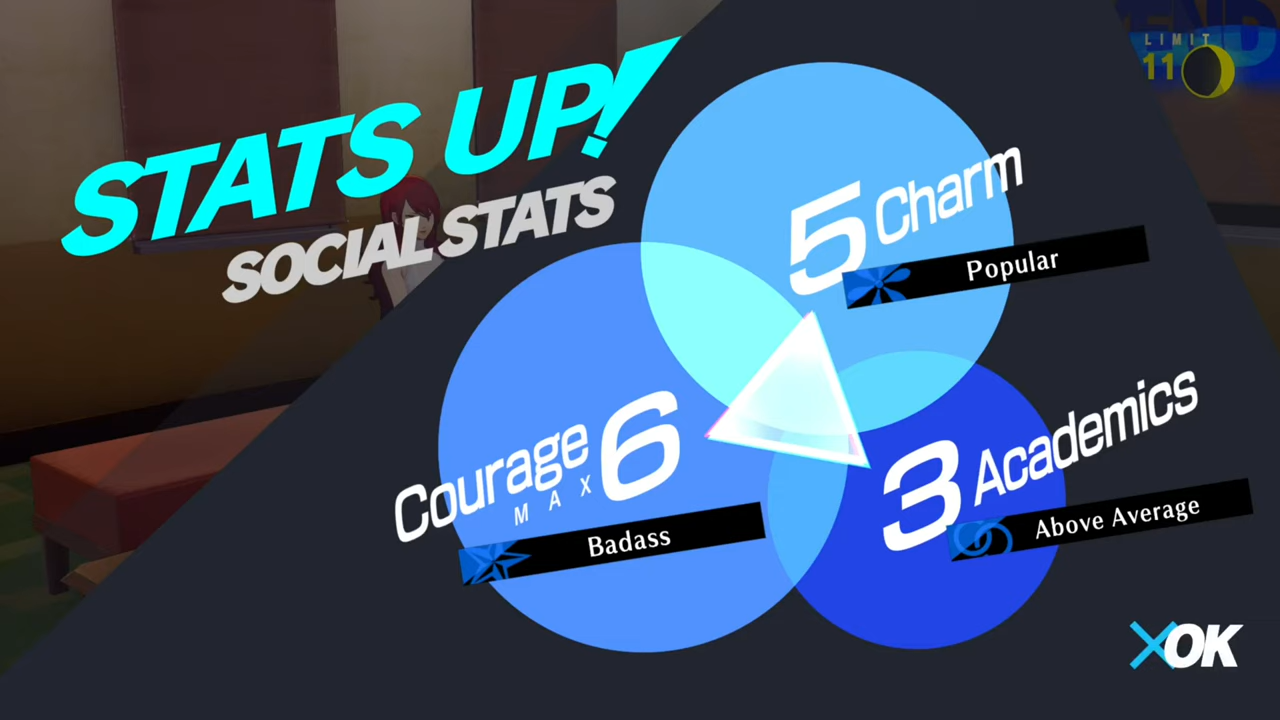 STATS UP!
SOCIAL STATS
LIMIT
11
5 Charm
Popular
Courage 6
MAX
Badass
3 Academics
Above Average
OK